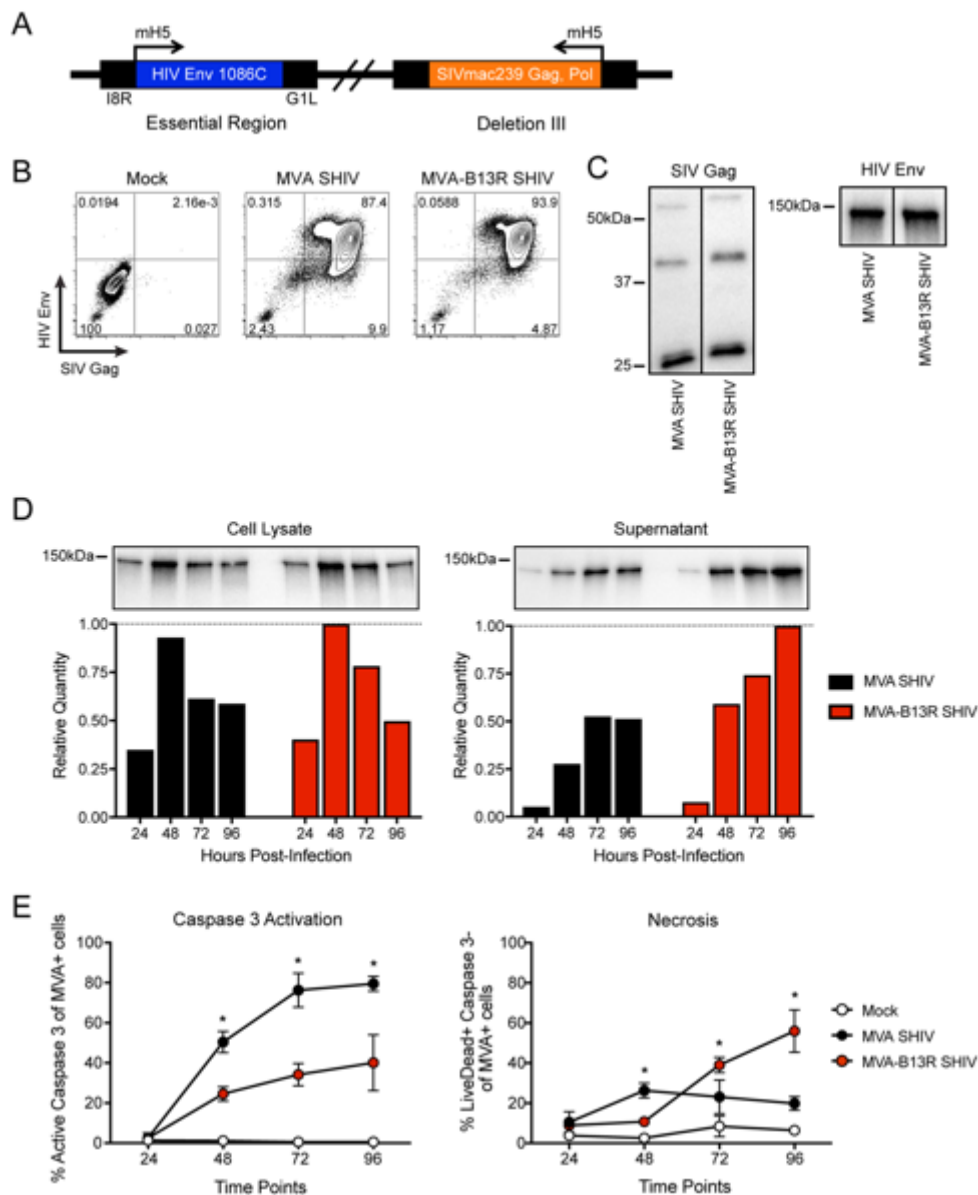 A
mH5
mH5
HIV Env 1086C
SIVmac239 Gag, Pol
I8R
G1L
Essential Region
Deletion III
B
Mock
MVA SHIV
MVA-B13R SHIV
0.0194
2.16e-3
0.315
87.4
0.0588
93.9
100
0.027
2.43
9.9
1.17
4.87
HIV Env
SIV Gag
C
SIV Gag
HIV Env
50kDa
37
25
150kDa
MVA SHIV
MVA-B13R SHIV
MVA SHIV
MVA-B13R SHIV
D
Cell Lysate
Supernatant
150kDa
150kDa
Relative Quantity
1.00
0.75
0.50
0.25
0.00
24 48 72 96 24 48 72 96
Hours Post-Infection
Relative Quantity
1.00
0.75
0.50
0.25
0.00
24 48 72 96 24 48 72 96
Hours Post-Infection
MVA SHIV
MVA-B13R SHIV
E
Caspase 3 Activation
% Active Caspase 3 of MVA+ cells
100
80
60
40
20
0
* * *
24 48 72 96
Time Points
Necrosis
% LiveDead+ Caspase 3-
of MVA+ cells
100
80
60
40
20
0
* * *
24 48 72 96
Time Points
Mock
MVA SHIV
MVA-B13R SHIV